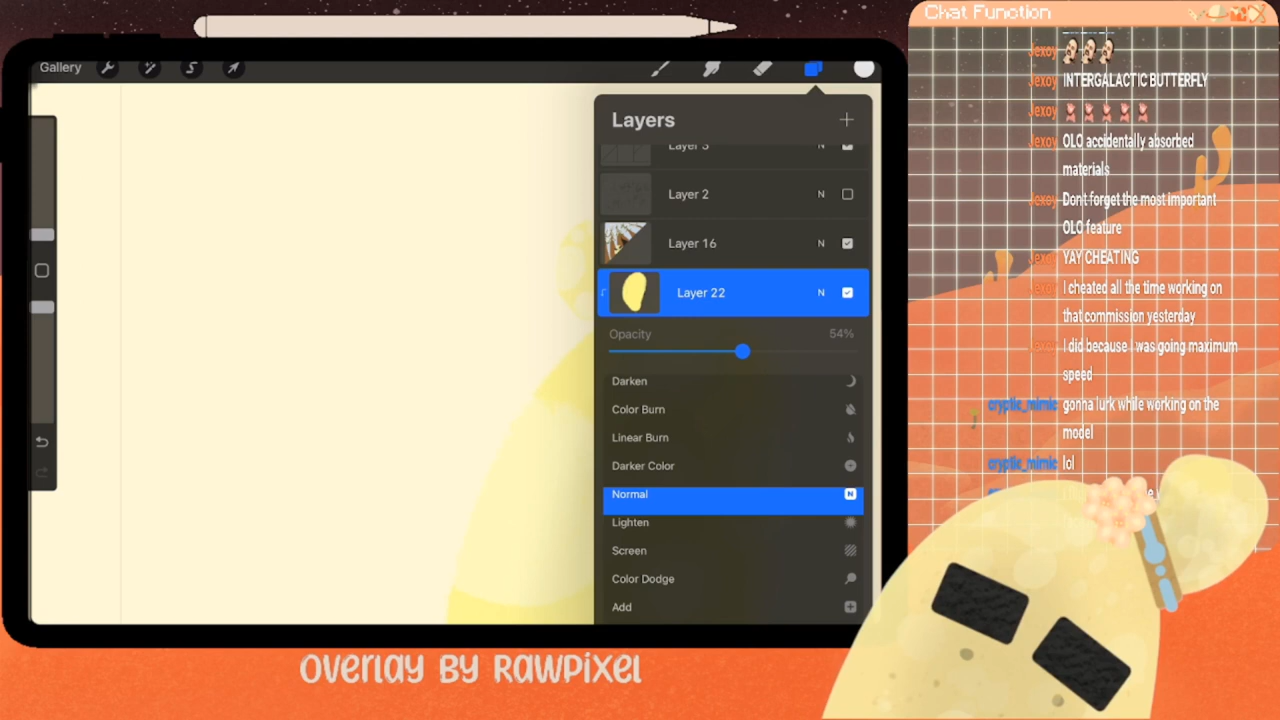 Gallery
Layers
Layer 3
N
Layer 2
N
Layer 16
N
Layer 22
N
Opacity
54%
Darken
Color Burn
Linear Burn
Darker Color
Normal
N
Lighten
Screen
Color Dodge
Add
OVERLAY BY RAWPIXEL
Chat Function
Jexoy
Jexoy INTERGALACTIC BUTTERFLY
Jexoy
Jexoy OLO accidentally absorbed
materials
Jexoy Don't forget the most important
OLO feature
Jexoy YAY CHEATING
Jexoy I cheated all the time working on
that commission yesterday
Jexoy I did because I was going maximum
speed
cryptic_mimic gonna lurk while working on the
model
cryptic_mimic lol